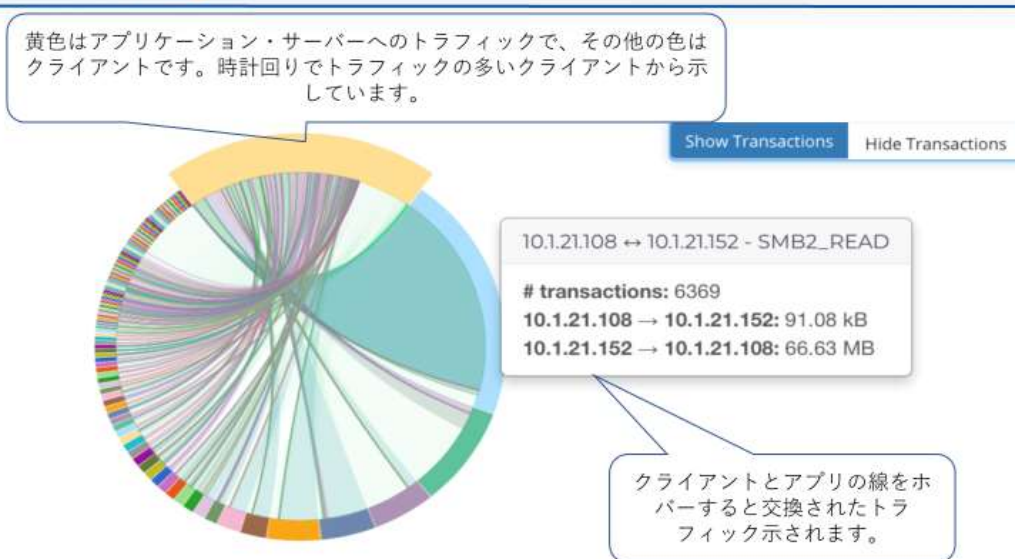 黄色はアプリケーション・サーバーへのトラフィックで、その他の色は
クライアントです。時計回りでトラフィックの多いクライアントから示
しています。
Show Transactions
Hide Transactions
10.1.21.108 ↔ 10.1.21.152 - SMB2_READ
# transactions: 6369
10.1.21.108 → 10.1.21.152: 91.08 kB
10.1.21.152 → 10.1.21.108: 66.63 MB
クライアントとアプリの線をホ
バーすると交換されたトラ
フィック示されます。